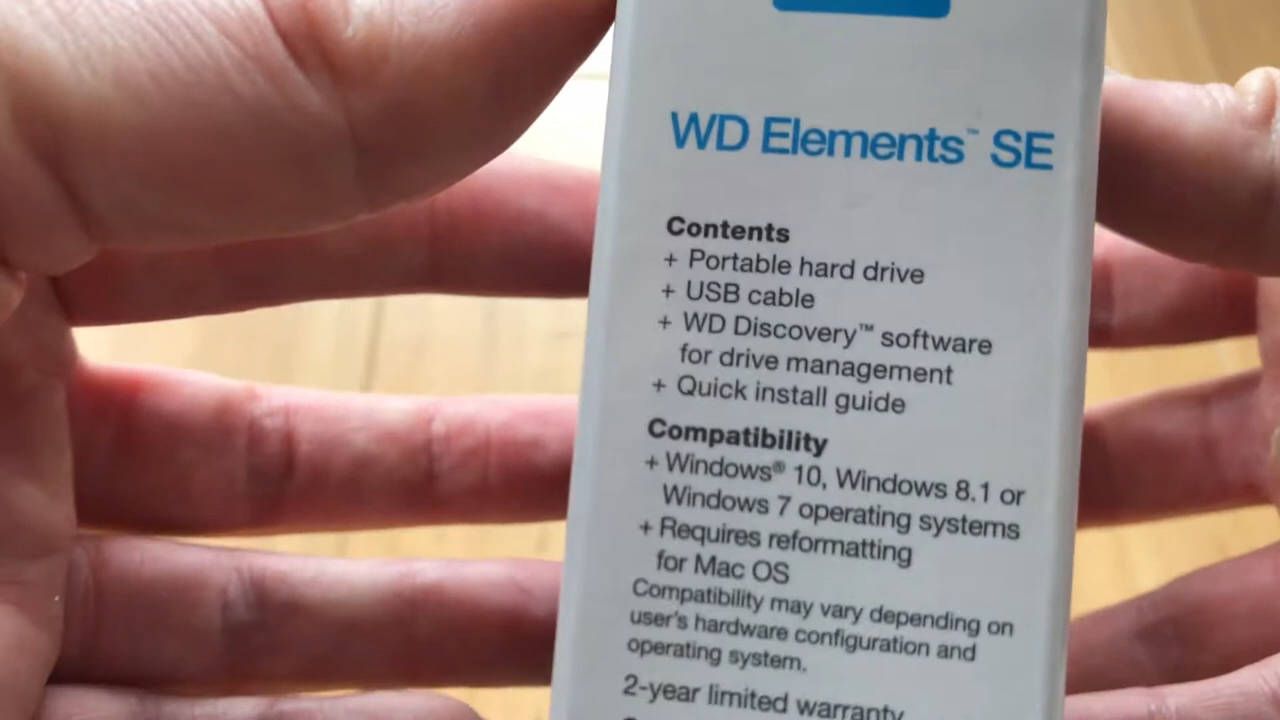 WD Elements™ SE
Contents
+ Portable hard drive
+ USB cable
+ WD Discovery™ software
for drive management
+ Quick install guide
Compatibility
+ Windows® 10, Windows 8.1 or
Windows 7 operating systems
+ Requires reformatting
for Mac OS
Compatibility may vary depending on
user's hardware configuration and
operating system.
2-year limited warranty